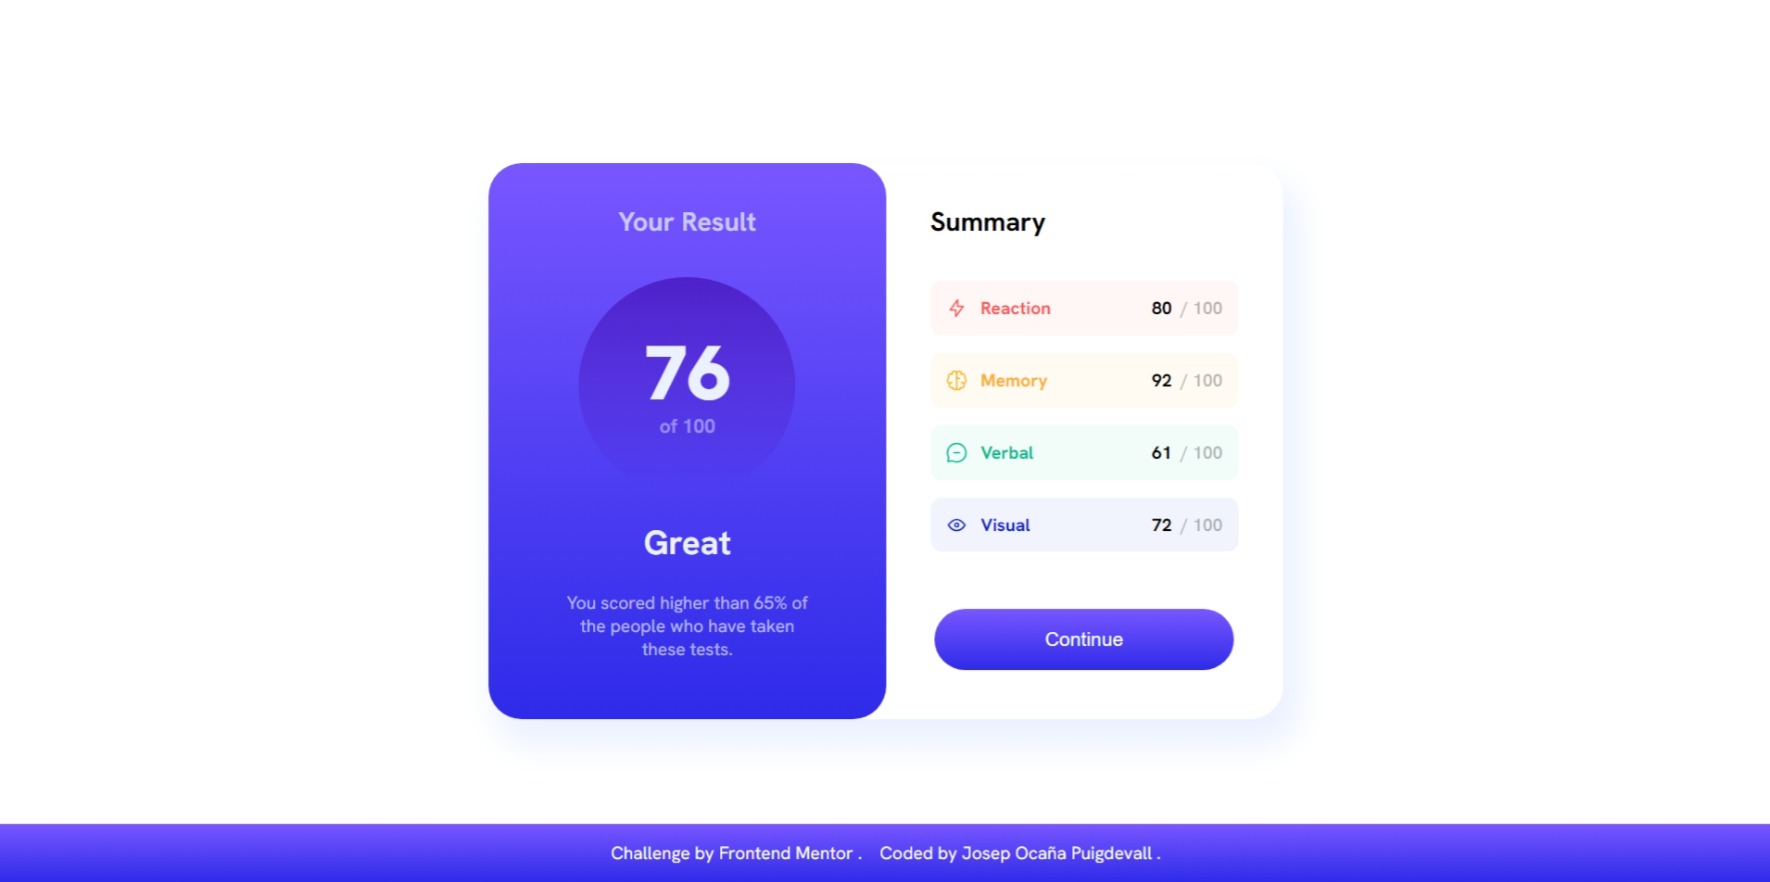 Your Result
76
of 100
Great
You scored higher than 65% of
the people who have taken
these tests.
Summary
Reaction 80 / 100
Memory 92 / 100
Verbal 61 / 100
Visual 72 / 100
Continue
Challenge by Frontend Mentor . Coded by Josep Ocaña Puigdevall .